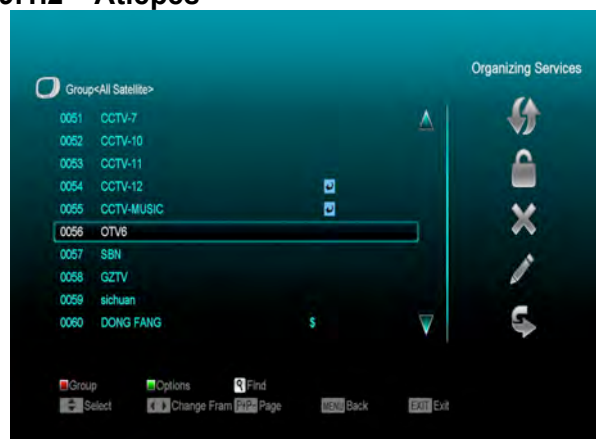 Organizing Services
Group<All Satellite>
0051 CCTV-7
0052 CCTV-10
0053 CCTV-11
0054 CCTV-12
0055 CCTV-MUSIC
0056 OTV6
0057 SBN
0058 GZTV
0059 sichuan
0060 DONG FANG $
Group Options Find
Select Change Fram P+P- Page MENU Back EXIT Exit